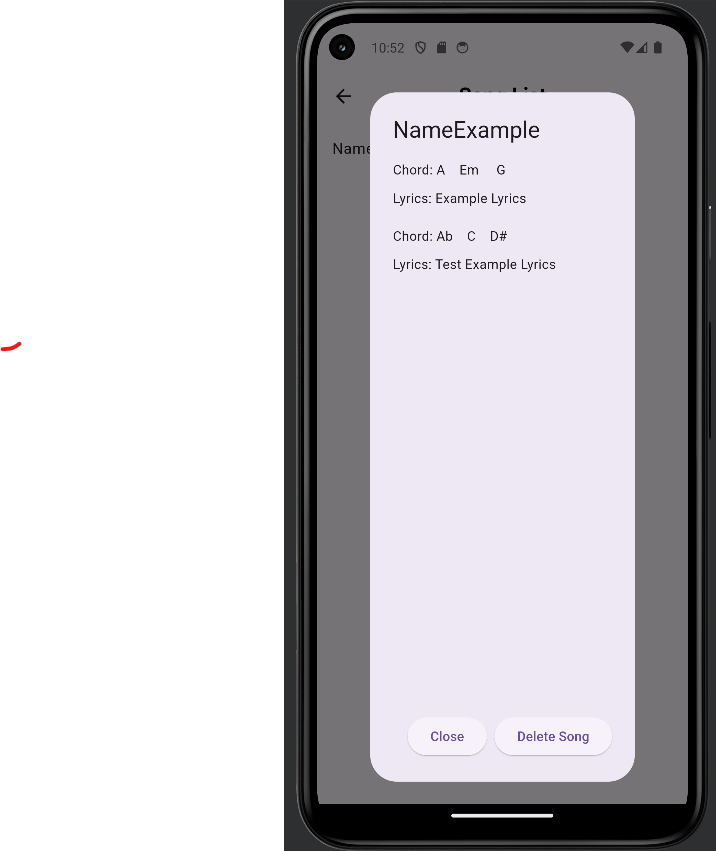 10:52
Name
NameExample
Chord: A Em G
Lyrics: Example Lyrics
Chord: Ab C D#
Lyrics: Test Example Lyrics
Close Delete Song